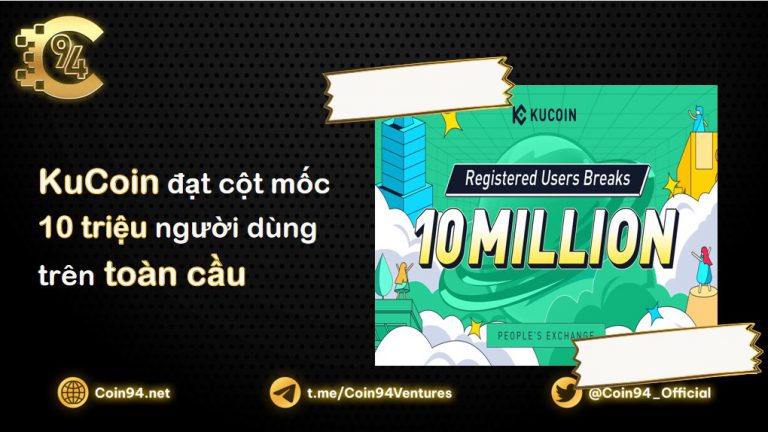 94
KuCoin đạt cột mốc
10 triệu người dùng
trên toàn cầu
KUCOIN
Registered Users Breaks
10 MILLION
PEOPLE'S EXCHANGE
Coin94.net
t.me/Coin94Ventures
@Coin94_Official